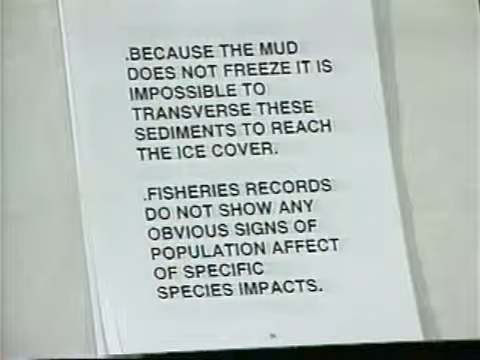 .BECAUSE THE MUD
DOES NOT FREEZE IT IS
IMPOSSIBLE TO
TRANSVERSE THESE
SEDIMENTS TO REACH
THE ICE COVER.
.FISHERIES RECORDS
DO NOT SHOW ANY
OBVIOUS SIGNS OF
POPULATION AFFECT
OF SPECIFIC
SPECIES IMPACTS.